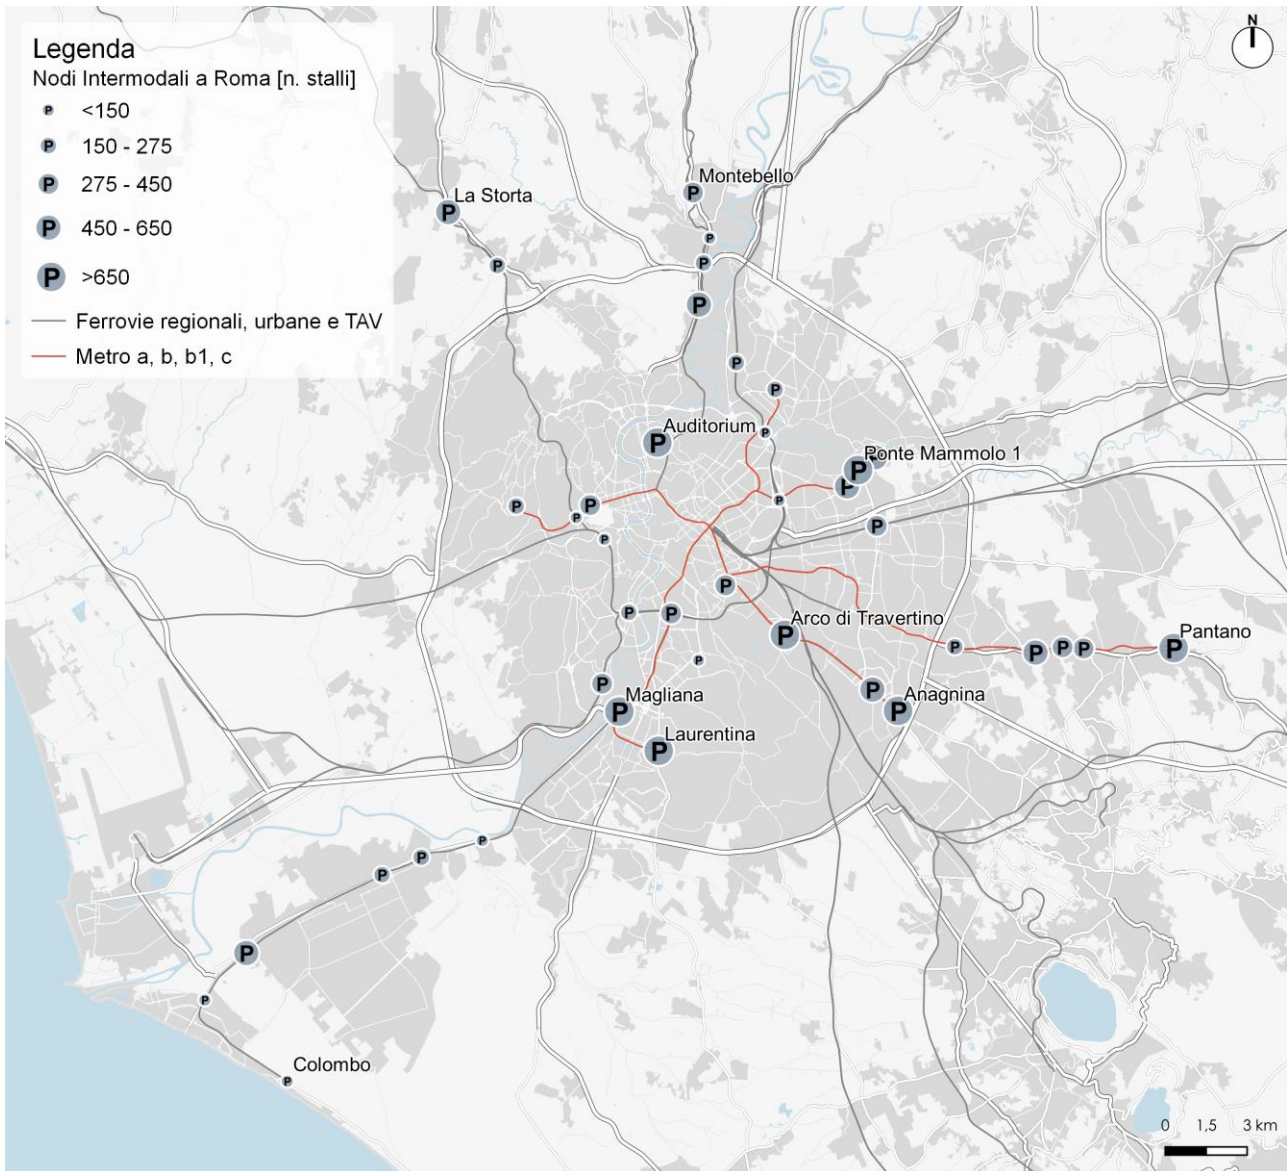 Legenda
Nodi Intermodali a Roma [n. stalli]
P <150
P 150 - 275
P 275 - 450
P 450 - 650
P >650
Ferrovie regionali, urbane e TAV
Metro a, b, b1, c
N
Montebello
P
La Storta
P
P
P
P
P
P
P
Auditorium
P
P
Ponte Mammolo 1
P
P
P
P
P
P
P
P
P
P
P
P
Arco di Travertino
P
P
P
Pantano
P
P
P
P
P
P
Anagnina
P
P
Magliana
P
P
Laurentina
P
P
P
P
P
P
Colombo
P
0 1,5 3 km